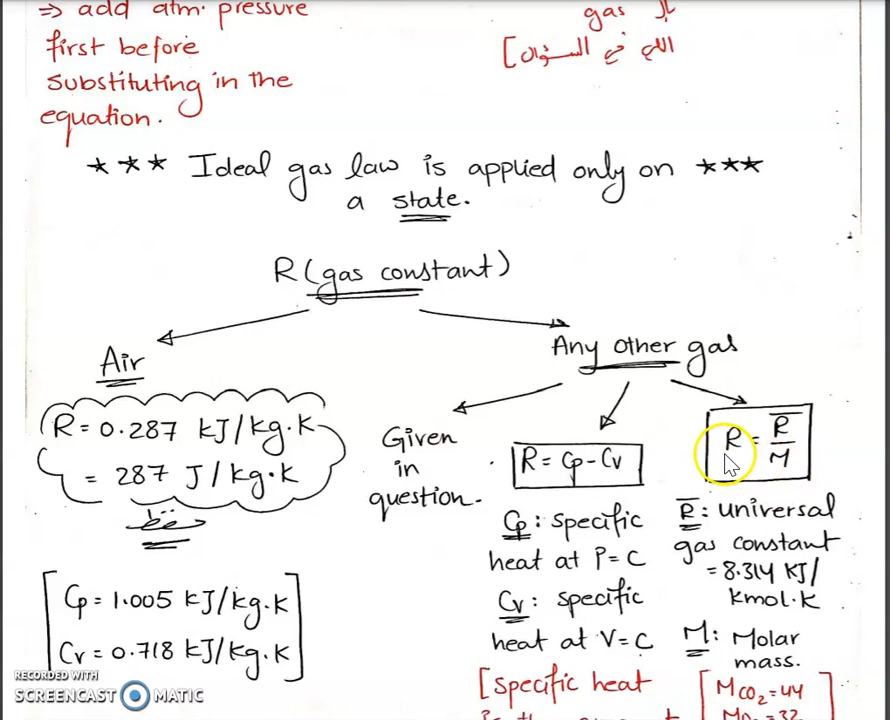 ⇒ add atm. pressure
first before
substituting in the
equation.
gas
اللي في السؤال]
*** Ideal gas law is applied only on ***
a state.
R (gas constant)
Air
R = 0.287 kJ/kg.K
= 287 J/kg.K
حفظ
[Cp = 1.005 kJ/kg.K
Cv = 0.718 kJ/kg.K]
Any other gas
Given
in
question.
R = Cp - Cv
Cp : specific
heat at P = C
Cv : specific
heat at V = C
[specific heat
R = R̅/M
R̅ : universal
gas constant
= 8.314 KJ/
Kmol.K
M : Molar
mass.
[M CO₂ = 44
RECORDED WITH
SCREENCAST O MATIC